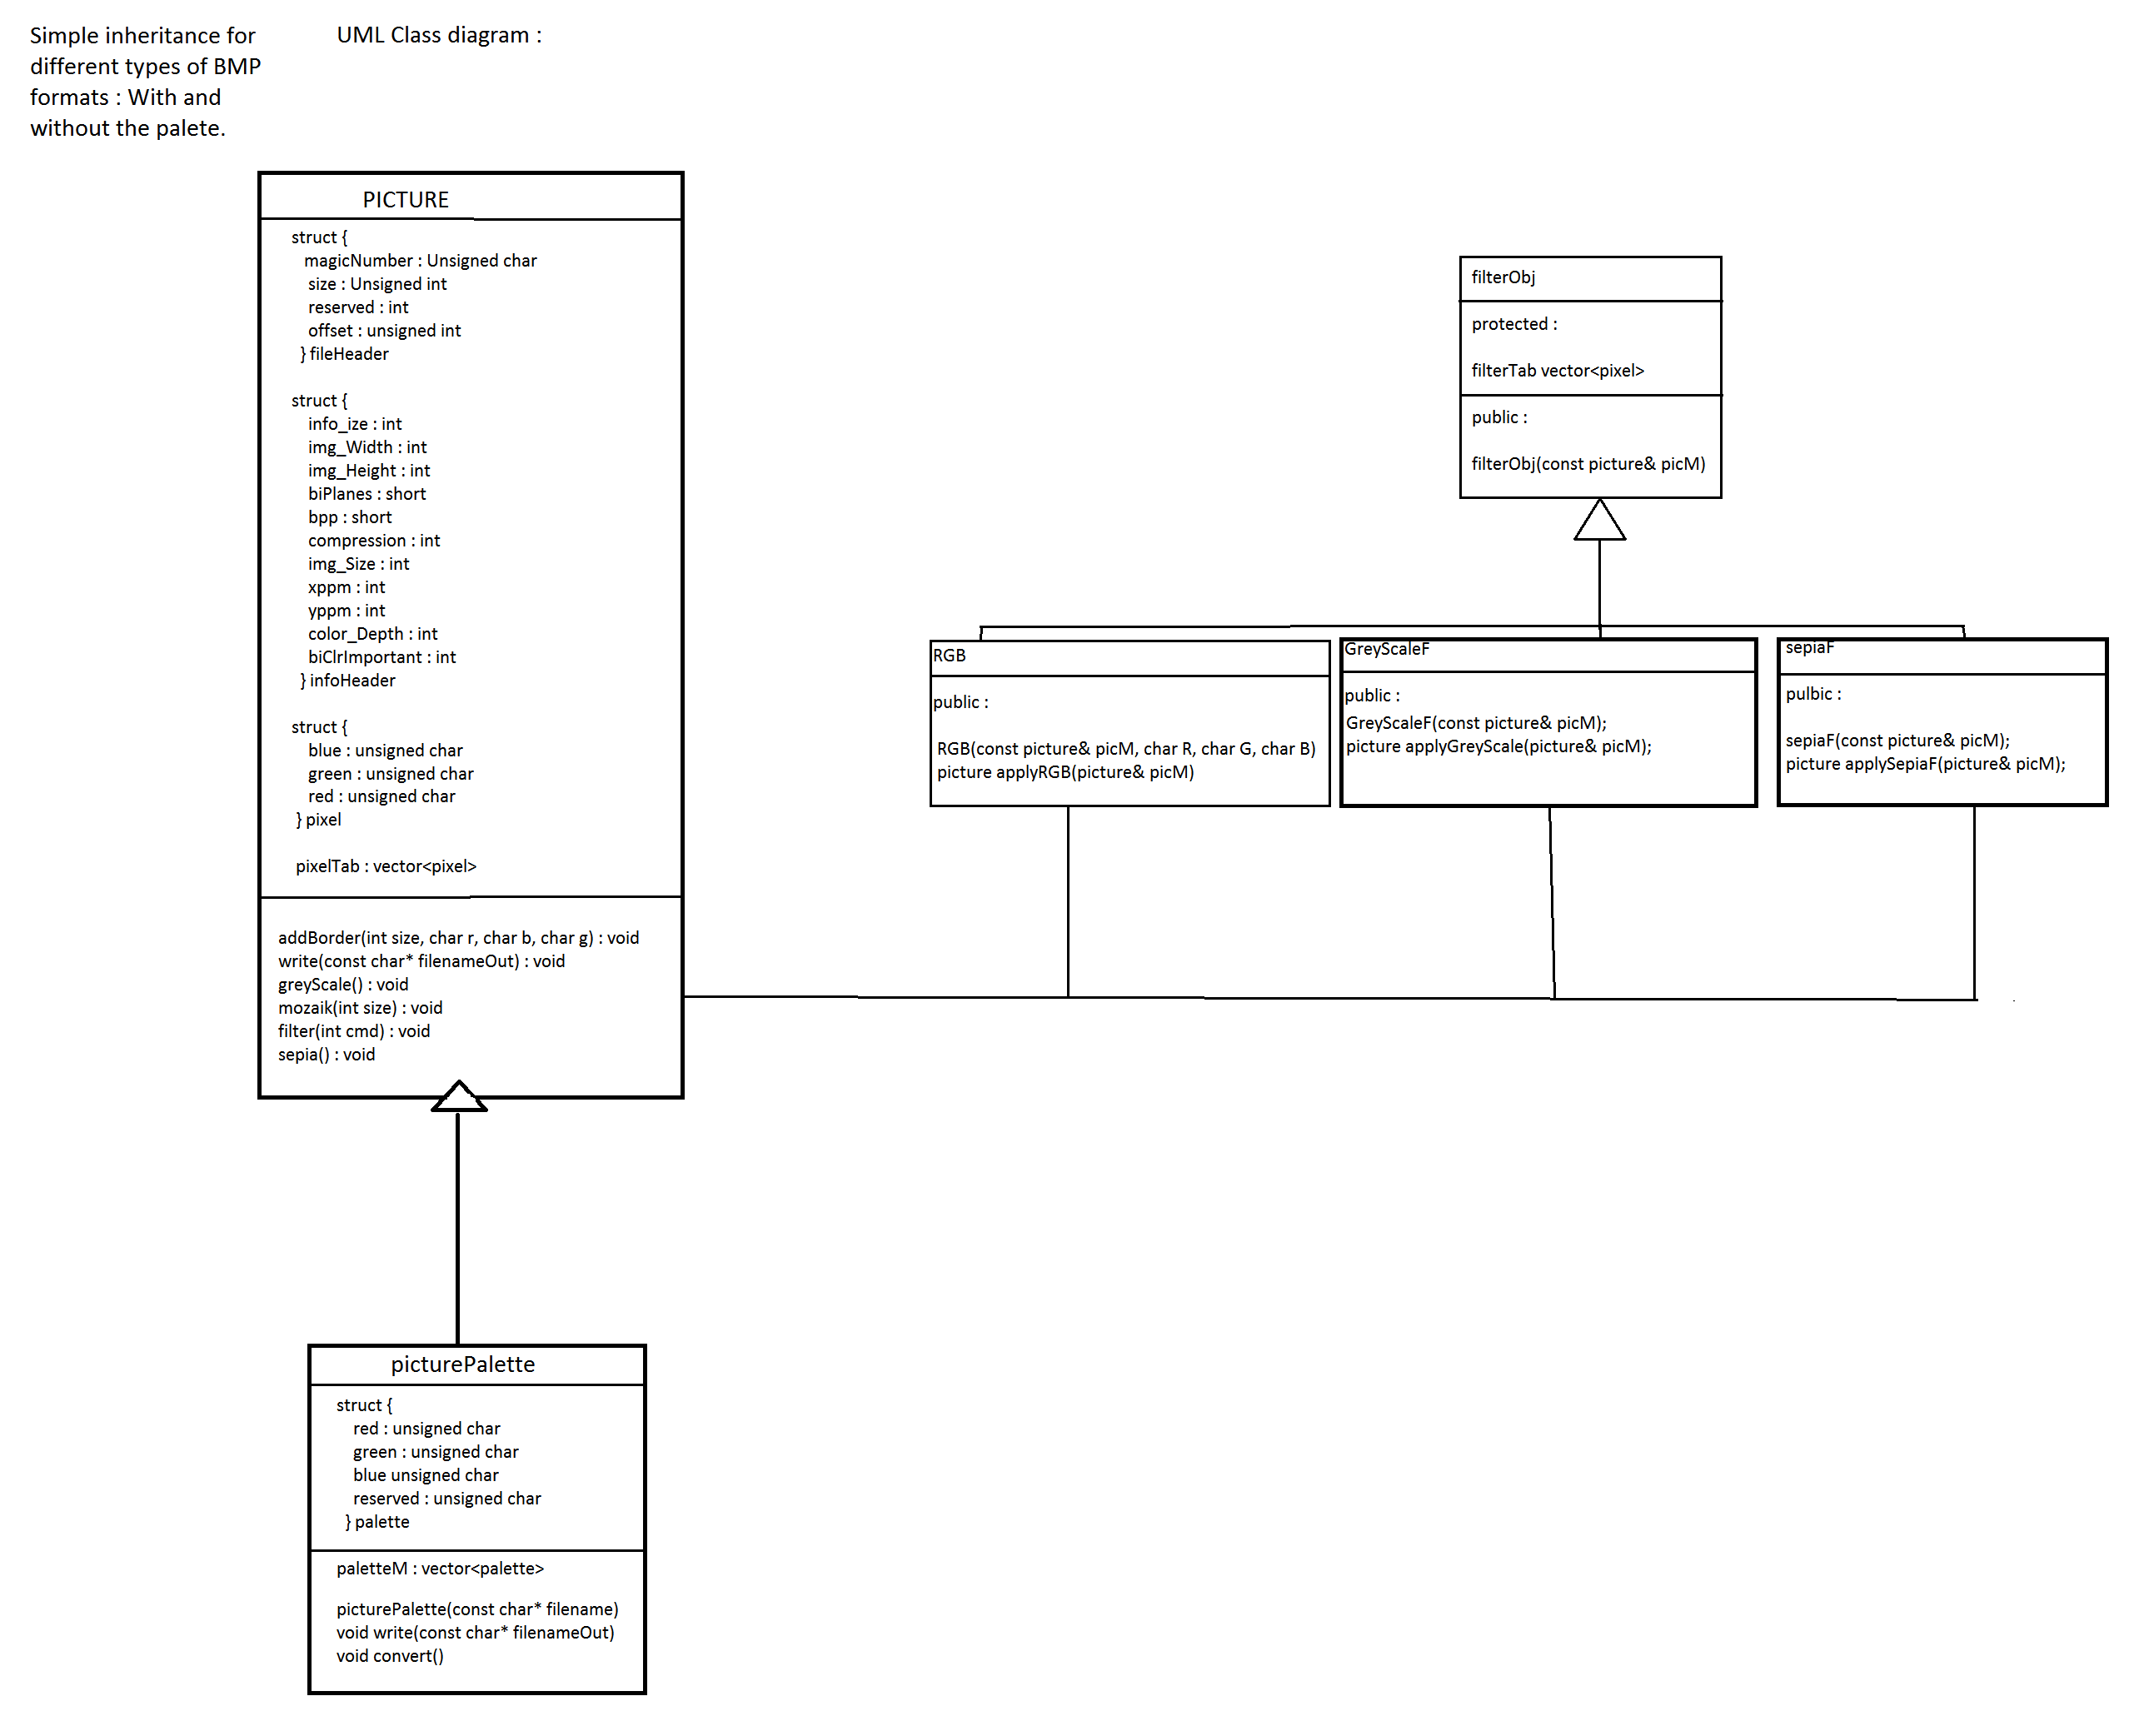 Simple inheritance for
different types of BMP
formats : With and
without the palete.
UML Class diagram :
PICTURE
struct {
magicNumber : Unsigned char
size : Unsigned int
reserved : int
offset : unsigned int
} fileHeader
struct {
info_ize : int
img_Width : int
img_Height : int
biPlanes : short
bpp : short
compression : int
img_Size : int
xppm : int
yppm : int
color_Depth : int
biClrImportant : int
} infoHeader
struct {
blue : unsigned char
green : unsigned char
red : unsigned char
} pixel
pixelTab : vector<pixel>
addBorder(int size, char r, char b, char g) : void
write(const char* filenameOut) : void
greyScale() : void
mozaik(int size) : void
filter(int cmd) : void
sepia() : void
filterObj
protected :
filterTab vector<pixel>
public :
filterObj(const picture& picM)
RGB
public :
RGB(const picture& picM, char R, char G, char B)
picture applyRGB(picture& picM)
GreyScaleF
public :
GreyScaleF(const picture& picM);
picture applyGreyScale(picture& picM);
sepiaF
pulbic :
sepiaF(const picture& picM);
picture applySepiaF(picture& picM);
picturePalette
struct {
red : unsigned char
green : unsigned char
blue unsigned char
reserved : unsigned char
} palette
paletteM : vector<palette>
picturePalette(const char* filename)
void write(const char* filenameOut)
void convert()